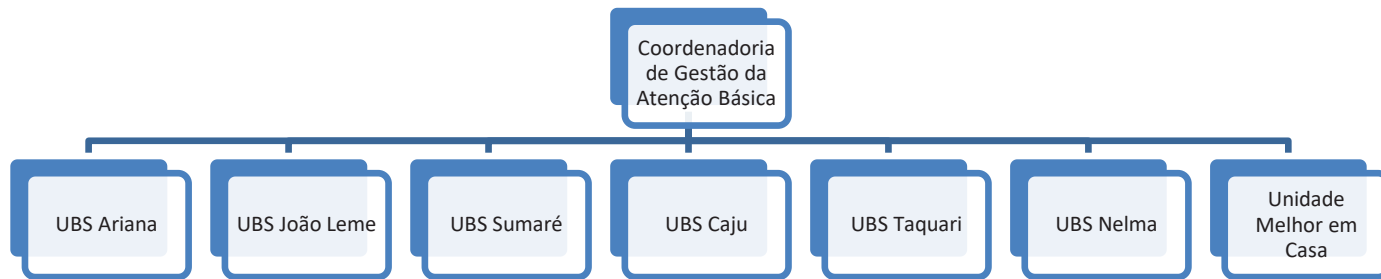 Coordenadoria
de Gestão da
Atenção Básica
UBS Ariana
UBS João Leme
UBS Sumaré
UBS Caju
UBS Taquari
UBS Nelma
Unidade
Melhor em
Casa